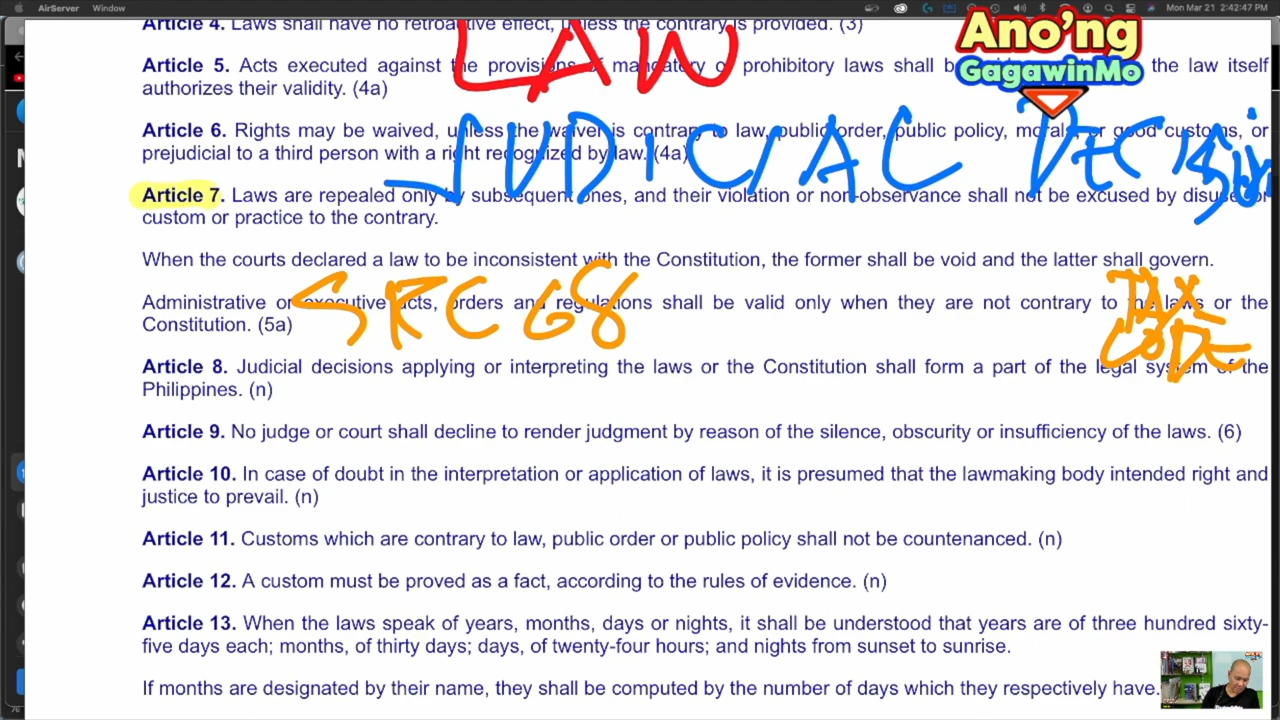 AirServer Window Mon Mar 21 2:42:47 PM
Ano'ng
GagawinMo
Article 4. Laws shall have no retroactive effect, unless the contrary is provided. (3)
LAW
Article 5. Acts executed against the provisions of mandatory or prohibitory laws shall be the law itself
authorizes their validity. (4a)
JUDICIAL DECISION
Article 6. Rights may be waived, unless the waiver is contrary to law, public order, public policy, morals, or good customs, or
prejudicial to a third person with a right recognized by law. (4a)
Article 7. Laws are repealed only by subsequent ones, and their violation or non-observance shall not be excused by disuse, or
custom or practice to the contrary.
When the courts declared a law to be inconsistent with the Constitution, the former shall be void and the latter shall govern.
SRC 68
TAX
CODE
Administrative or executive acts, orders and regulations shall be valid only when they are not contrary to the laws or the
Constitution. (5a)
Article 8. Judicial decisions applying or interpreting the laws or the Constitution shall form a part of the legal system of the
Philippines. (n)
Article 9. No judge or court shall decline to render judgment by reason of the silence, obscurity or insufficiency of the laws. (6)
Article 10. In case of doubt in the interpretation or application of laws, it is presumed that the lawmaking body intended right and
justice to prevail. (n)
Article 11. Customs which are contrary to law, public order or public policy shall not be countenanced. (n)
Article 12. A custom must be proved as a fact, according to the rules of evidence. (n)
Article 13. When the laws speak of years, months, days or nights, it shall be understood that years are of three hundred sixty-
five days each; months, of thirty days; days, of twenty-four hours; and nights from sunset to sunrise.
If months are designated by their name, they shall be computed by the number of days which they respectively have.